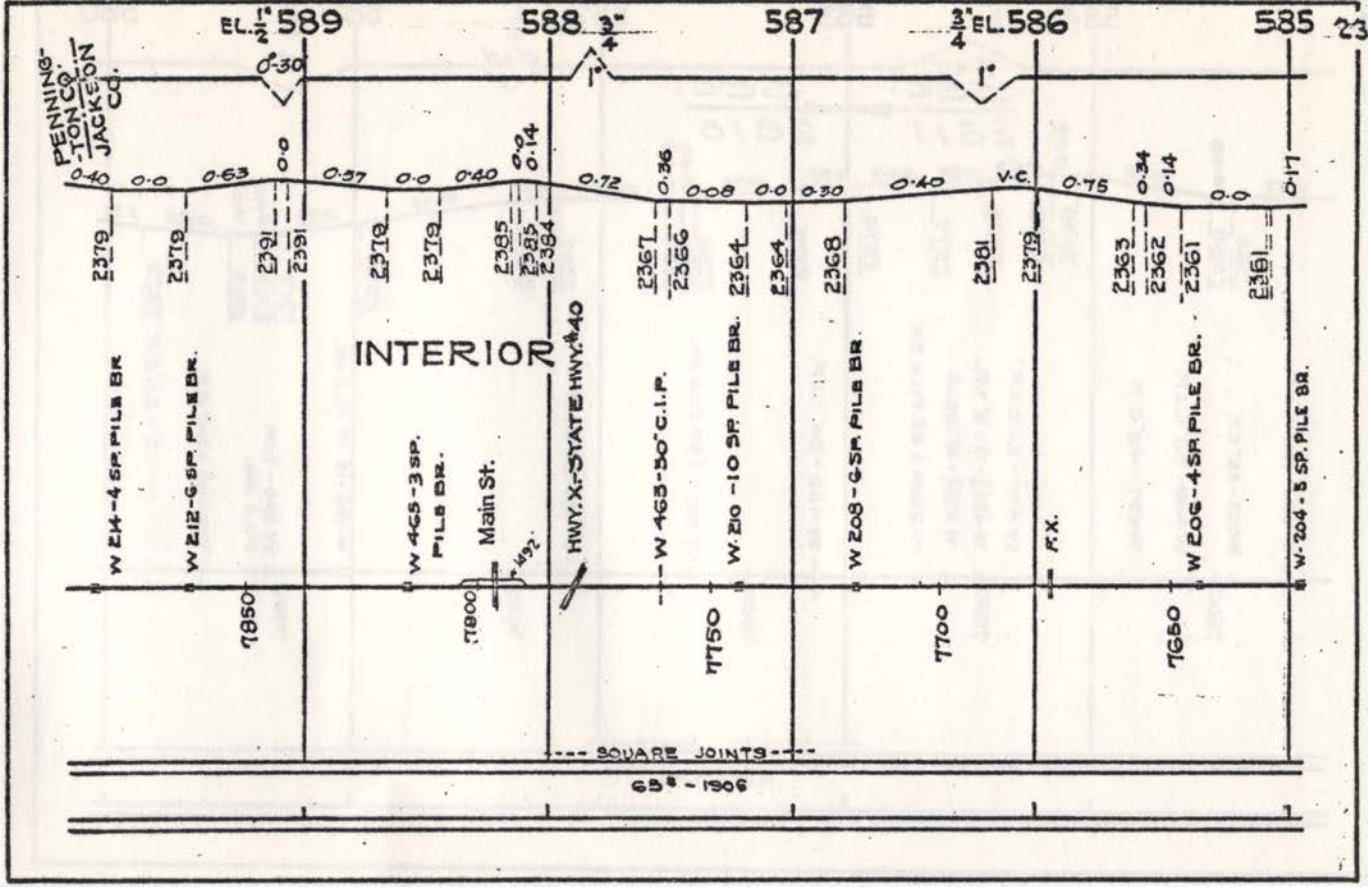 EL. 1/2" 589 588 3/4" 587 3/4" EL. 586 585 23
PENNING-
-TON CO.
JACKSON
CO.
0°-30 1° 1°
0.40 0.0 0.63 0.0 0.57 0.0 0.40 0.0 0.14 0.72 0.36 0.08 0.0 0.30 0.40 V.C. 0.75 0.34 0.14 0.0 0.17
2379 2379 2391 2391 2379 2379 2385 2385 2384 2367 2366 2364 2364 2368 2381 2379 2363 2362 2361 2361
INTERIOR
W 214-4 SP. PILE BR
W 212-6 SP. PILE BR.
W 465-3 SP.
PILE BR.
Main St.
HWY. X.-STATE HWY. #40
W 463-30" C.I.P.
W. 210-10 SP. PILE BR.
W 208-6 SP. PILE BR.
F.X.
W 206-4 SP. PILE BR.
W-204-5 SP. PILE BR.
7850 7800 7750 7700 7650
---- SQUARE JOINTS ----
65# - 1906